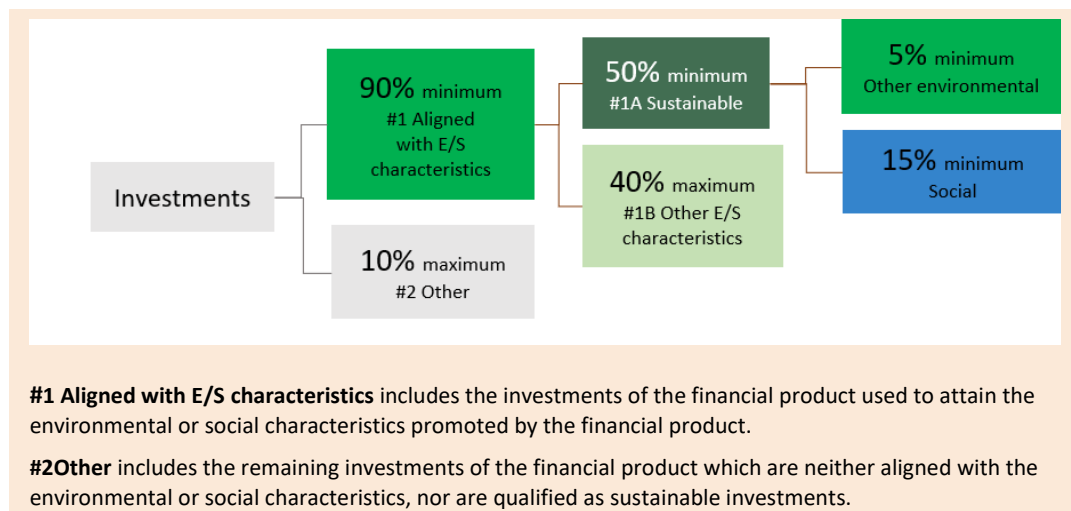 90% minimum
#1 Aligned
with E/S
characteristics
50% minimum
#1A Sustainable
5% minimum
Other environmental
Investments
40% maximum
#1B Other E/S
characteristics
15% minimum
Social
10% maximum
#2 Other
#1 Aligned with E/S characteristics includes the investments of the financial product used to attain the
environmental or social characteristics promoted by the financial product.
#2Other includes the remaining investments of the financial product which are neither aligned with the
environmental or social characteristics, nor are qualified as sustainable investments.